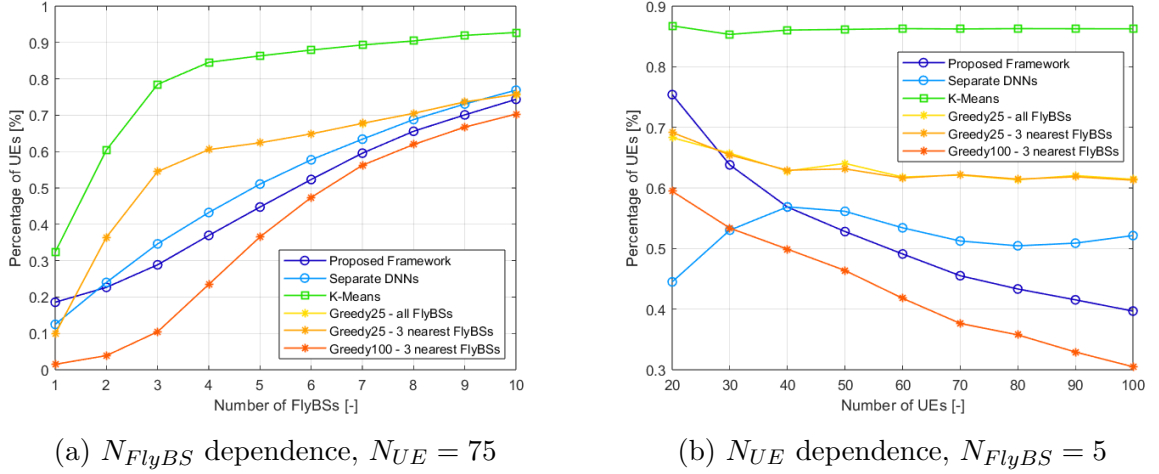 1
0.9
0.8
0.7
0.6
0.5
0.4
0.3
0.2
0.1
0
Percentage of UEs [%]
1 2 3 4 5 6 7 8 9 10
Number of FlyBSs [-]
Proposed Framework
Separate DNNs
K-Means
Greedy25 - all FlyBSs
Greedy25 - 3 nearest FlyBSs
Greedy100 - 3 nearest FlyBSs
(a) N_{FlyBS} dependence, N_{UE} = 75
0.9
0.8
0.7
0.6
0.5
0.4
0.3
Percentage of UEs [%]
20 30 40 50 60 70 80 90 100
Number of UEs [-]
Proposed Framework
Separate DNNs
K-Means
Greedy25 - all FlyBSs
Greedy25 - 3 nearest FlyBSs
Greedy100 - 3 nearest FlyBSs
(b) N_{UE} dependence, N_{FlyBS} = 5